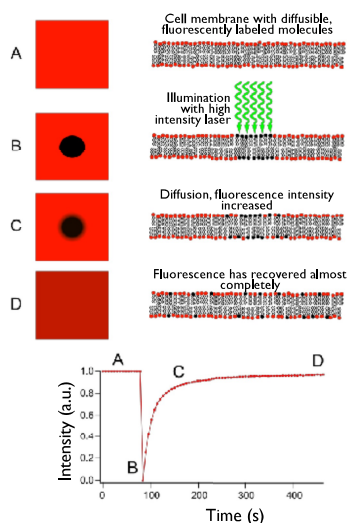 A
Cell membrane with diffusible,
fluorescently labeled molecules
B
Illumination
with high
intensity laser
C
Diffusion, fluorescence intensity
increased
D
Fluorescence has recovered almost
completely
Intensity (a.u.)
1.0
0.8
0.6
0.4
0.2
0.0
A
B
C
D
0
100
200
300
400
Time (s)